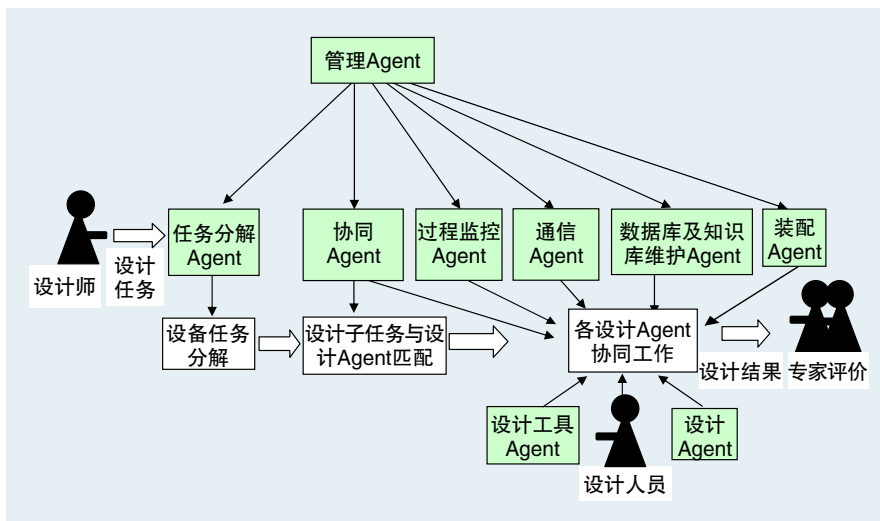 管理Agent
任务分解
Agent
协同
Agent
过程监控
Agent
通信
Agent
数据库及知识
库维护Agent
装配
Agent
设计师
设计
任务
设备任务
分解
设计子任务与设
计Agent匹配
各设计Agent
协同工作
设计结果
专家评价
设计工具
Agent
设计人员
设计
Agent